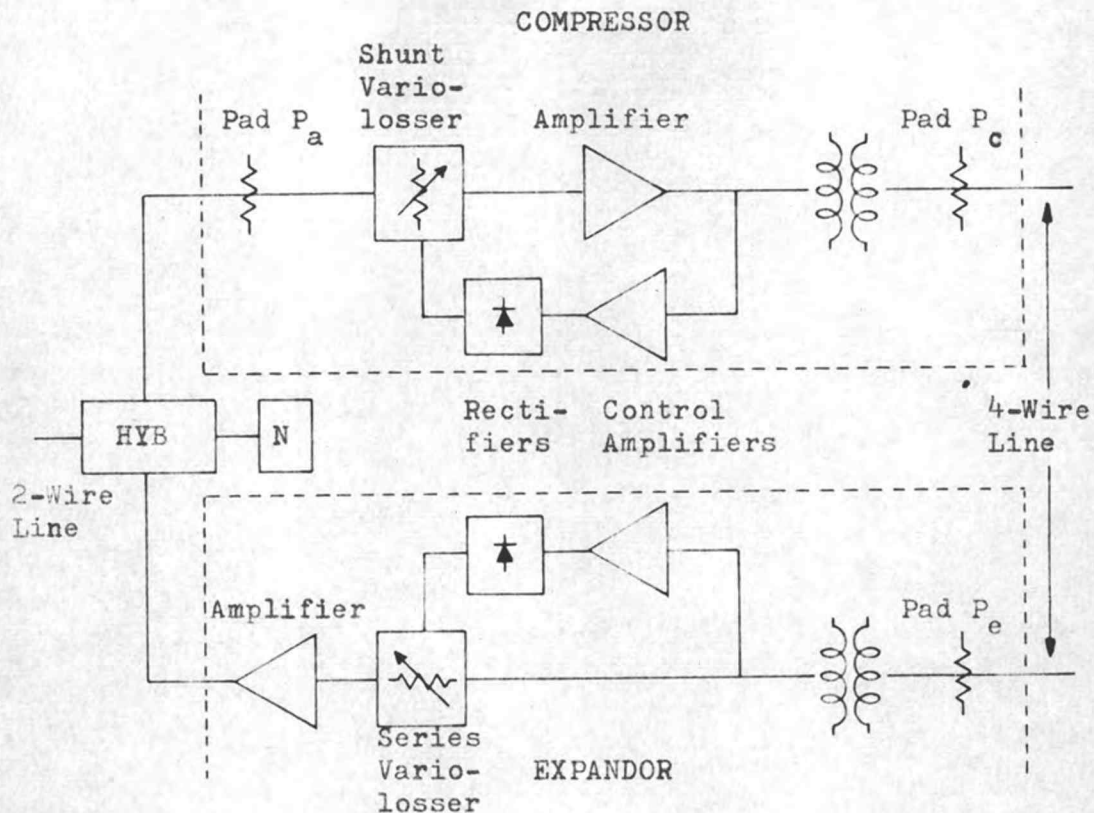 COMPRESSOR
Shunt
Vario-
losser
Pad Pa
Amplifier
Pad Pc
Recti-
fiers
Control
Amplifiers
4-Wire
Line
HYB
N
2-Wire
Line
Amplifier
Pad Pe
Series
Vario-
losser
EXPANDOR